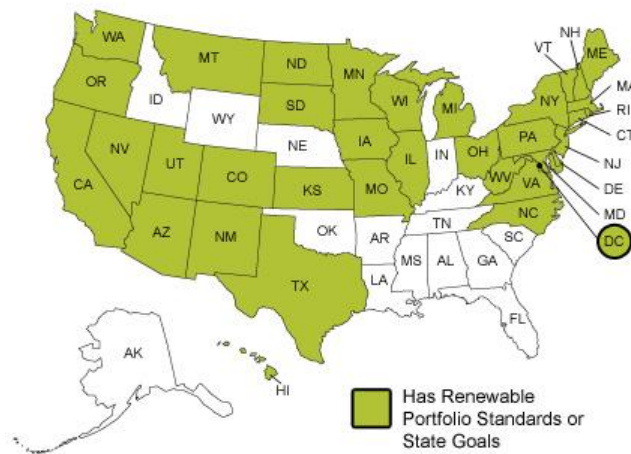 WA
MT
ND
MN
OR
ID
WY
SD
WI
MI
NH
VT
ME
NY
MA
RI
CT
NJ
DE
MD
DC
NV
UT
CO
NE
IA
IL
IN
OH
PA
WV
VA
CA
AZ
NM
KS
MO
KY
NC
TN
OK
AR
SC
TX
LA
MS
AL
GA
FL
AK
HI
Has Renewable
Portfolio Standards or
State Goals